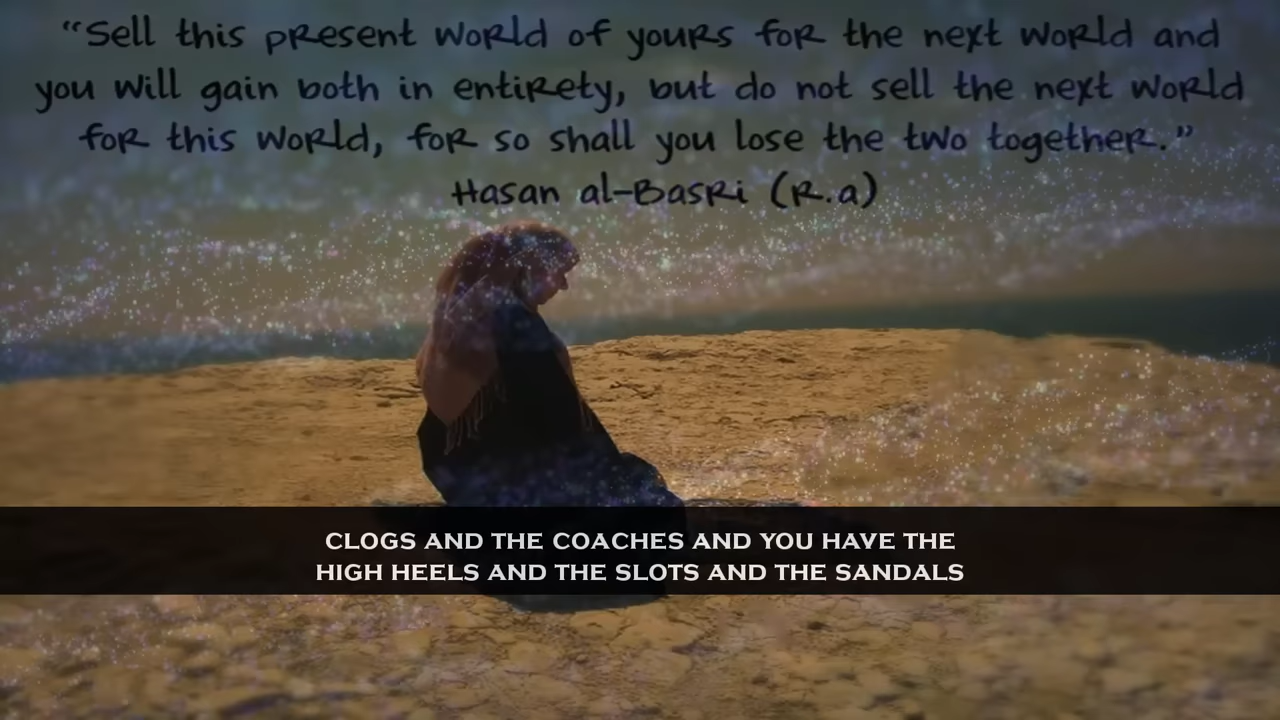 “Sell this present world of yours for the next world and
you will gain both in entirety, but do not sell the next world
for this world, for so shall you lose the two together.”
Hasan al-Basri (R.a)
CLOGS AND THE COACHES AND YOU HAVE THE
HIGH HEELS AND THE SLOTS AND THE SANDALS